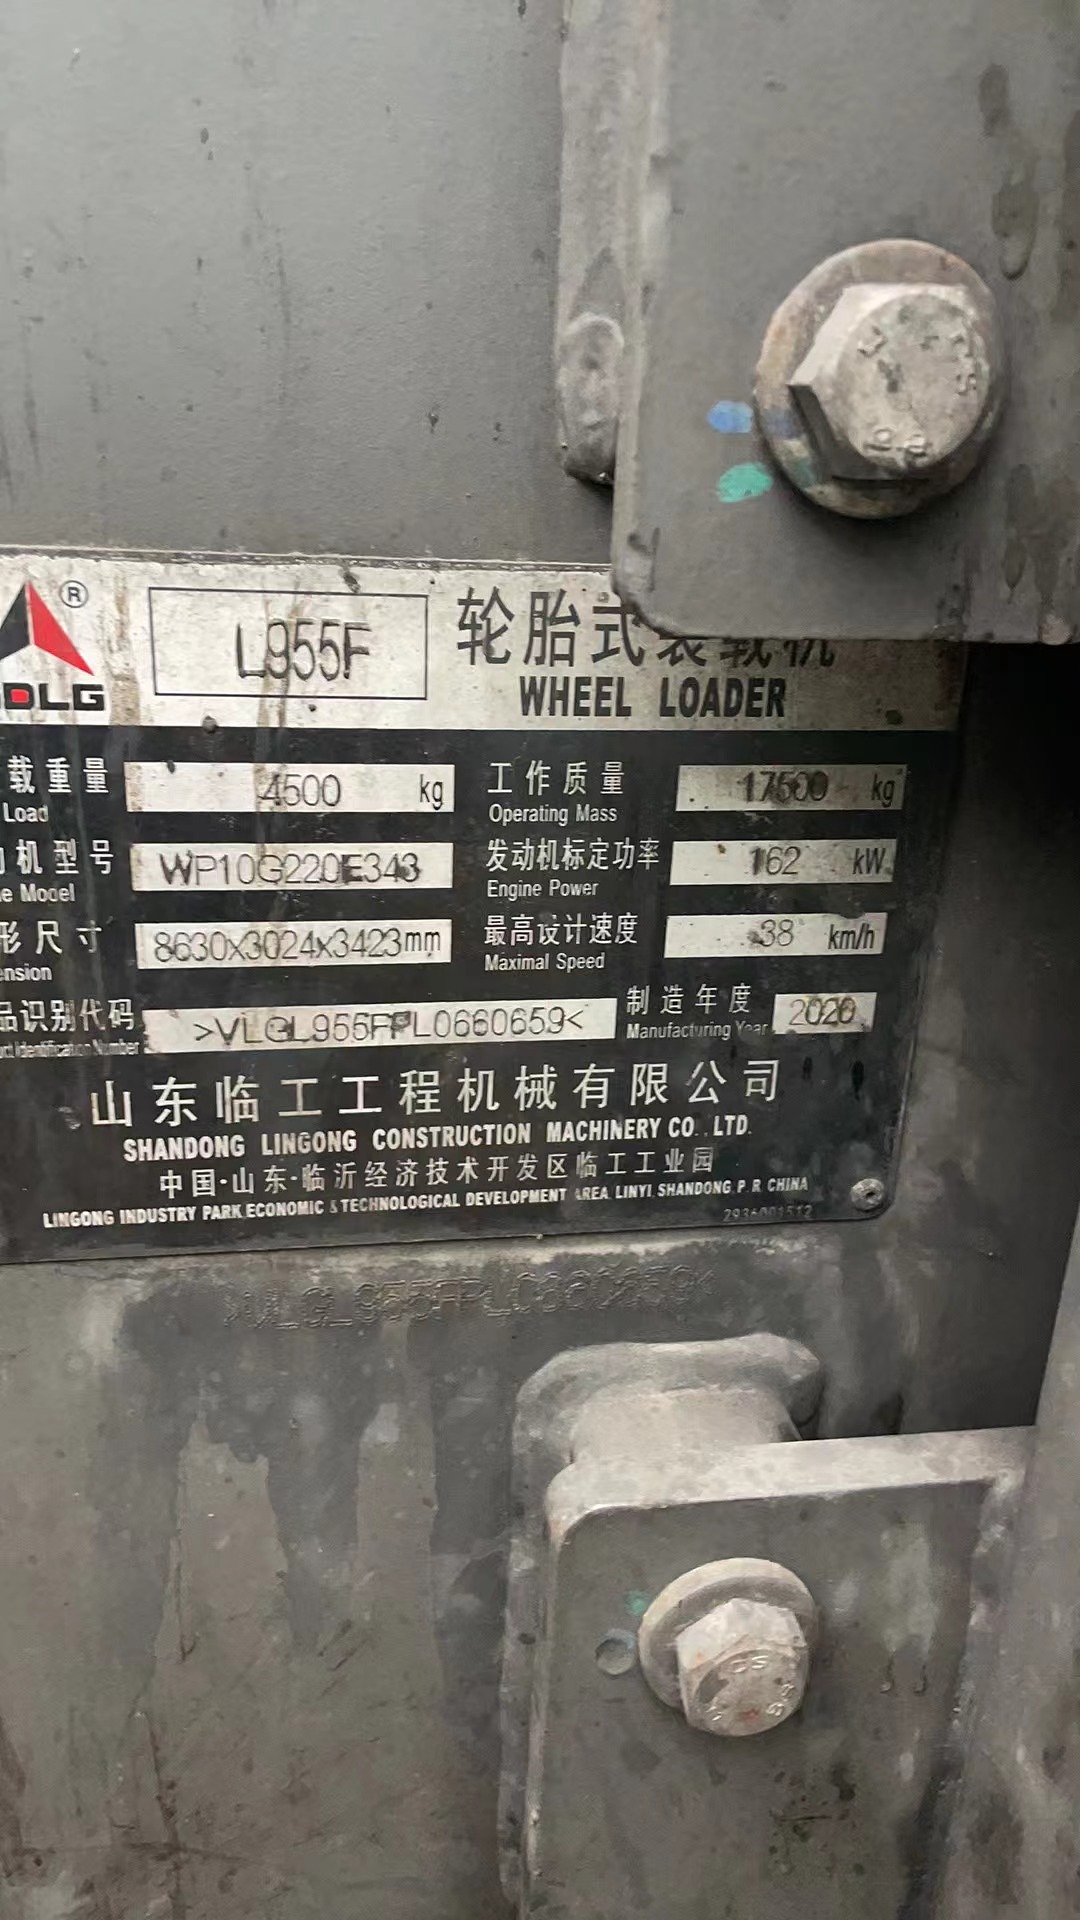 ®
DLG
L955F
轮胎式装载机
WHEEL LOADER
载重量 4500 kg
Load
工作质量 17500 kg
Operating Mass
机型号 WP10G220E343
Model
发动机标定功率 162 kW
Engine Power
形尺寸 8630x3024x3423mm
最高设计速度 38 km/h
Maximal Speed
品识别代码 >VLGL955FPL0660659<
Identification Number
制造年度 2020
Manufacturing Year
山东临工工程机械有限公司
SHANDONG LINGONG CONSTRUCTION MACHINERY CO.,LTD.
中国·山东·临沂经济技术开发区临工工业园
LINGONG INDUSTRY PARK,ECONOMIC & TECHNOLOGICAL DEVELOPMENT AREA, LINYI, SHANDONG, P. R. CHINA
2936001512
>VLGL955FPL0660659<